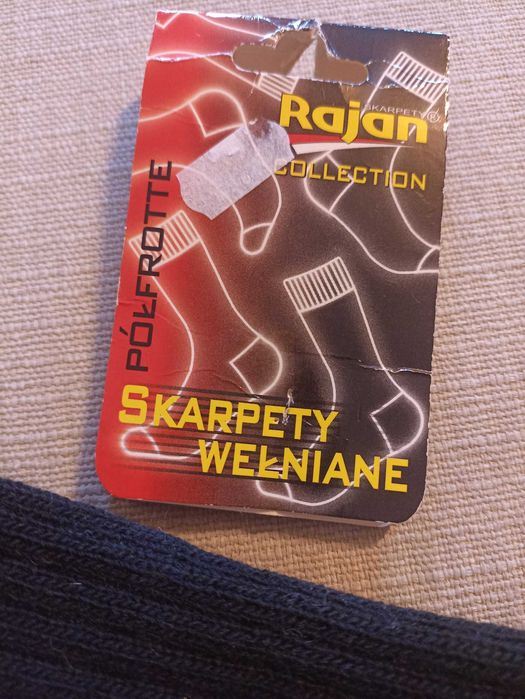 SKARPETY®
Rajan
COLLECTION
PÓŁFROTTE
SKARPETY
WEŁNIANE